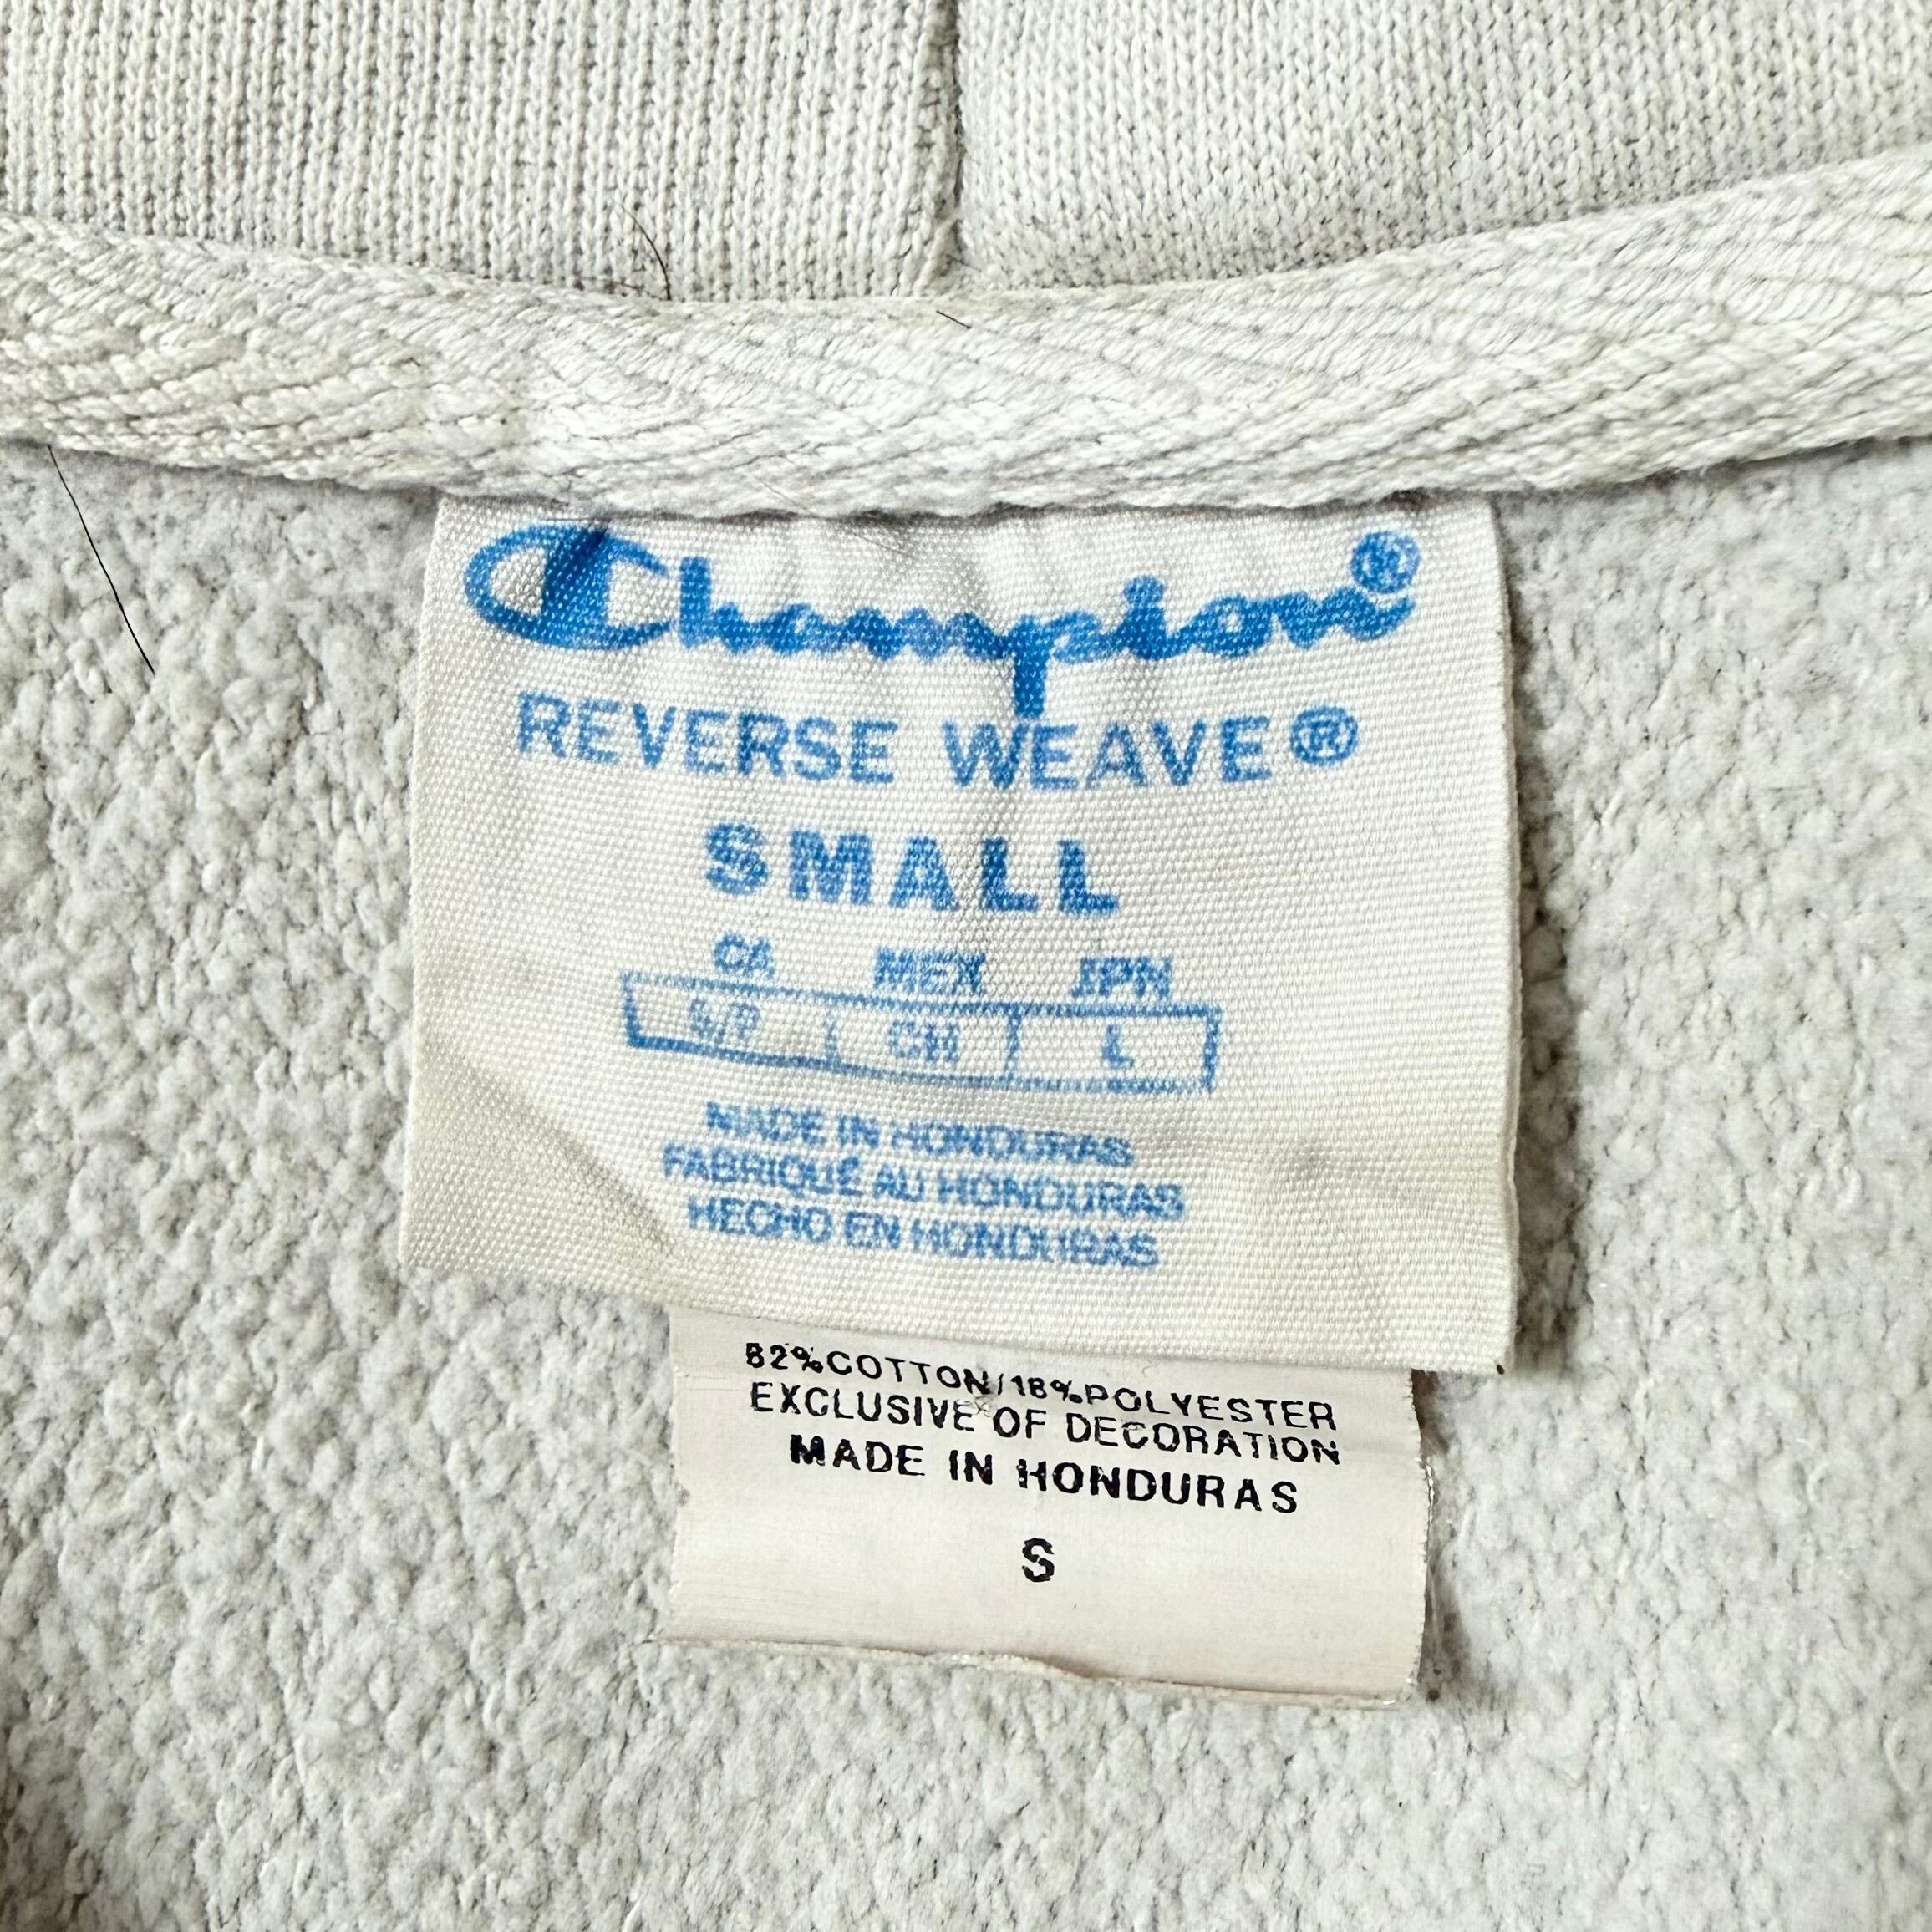 Champion®
REVERSE WEAVE®
SMALL
CA MEX JPN
S/P CH L
MADE IN HONDURAS
FABRIQUÉ AU HONDURAS
HECHO EN HONDURAS
82%COTTON/18%POLYESTER
EXCLUSIVE OF DECORATION
MADE IN HONDURAS
S